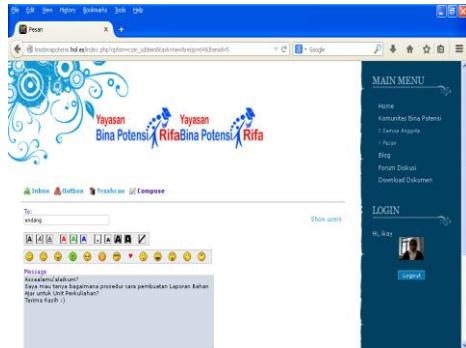 File Edit View History Bookmarks Tools Help
Pesan
Google
Yayasan
Bina Potensi Rifa
Yayasan
Bina Potensi Rifa
MAIN MENU
Home
Komunitas Bina Potensi
Semua Anggota
Pesan
Blog
Forum Diskusi
Download Dokumen
LOGIN
Hi, ikay
Logout
Inbox Outbox Trashcan Compose
To:
endang
Show users
Message
Assalamu'alaikum?
Saya mau tanya bagaimana prosedur cara pembuatan Laporan Bahan
Ajar untuk Unit Perkuliahan?
Terima Kasih :)